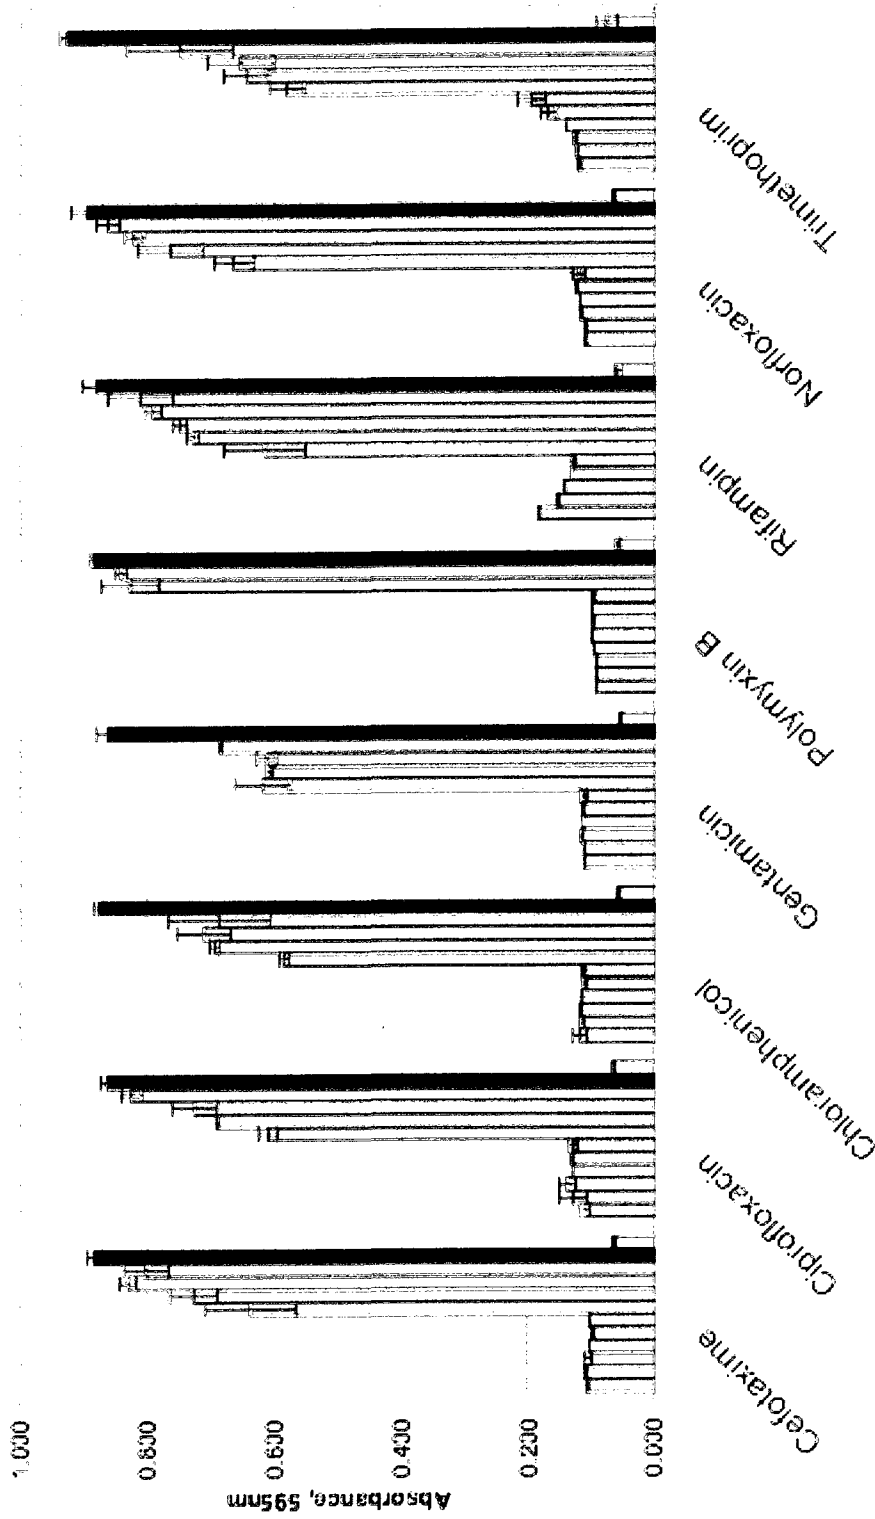 Absorbance, 595nm
1.000
0.800
0.600
0.400
0.200
0.000
Cefotaxime
Ciprofloxacin
Chloramphenicol
Gentamicin
Polymyxin B
Rifampin
Norfloxacin
Trimethoprim